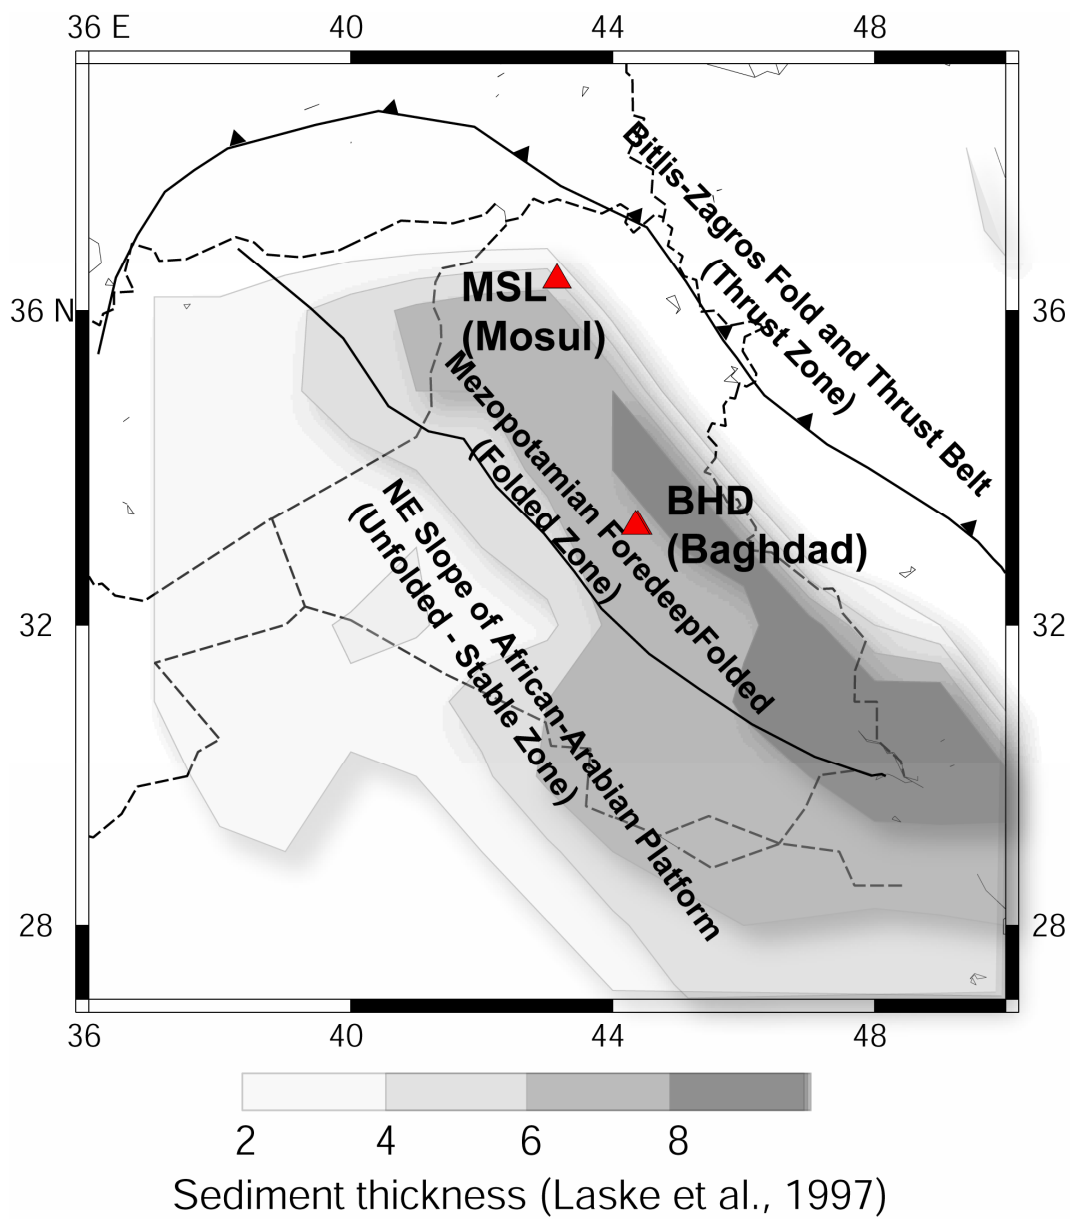 36 E
40
44
48
Bitlis-Zagros Fold and Thrust Belt
(Thrust Zone)
MSL
(Mosul)
36 N
36
Mezopotamian ForedeepFolded
(Folded Zone)
BHD
(Baghdad)
NE Slope of African-Arabian Platform
(Unfolded - Stable Zone)
32
32
28
28
36
40
44
48
2
4
6
8
Sediment thickness (Laske et al., 1997)